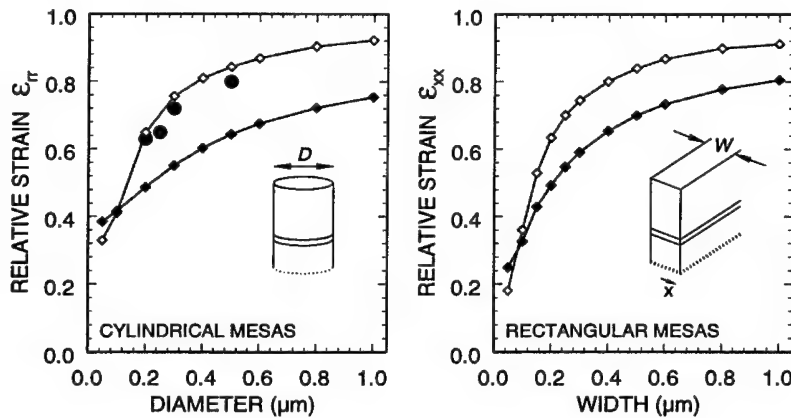 RELATIVE STRAIN εrr
1.0
0.8
0.6
0.4
0.2
0.0
0.0 0.2 0.4 0.6 0.8 1.0
DIAMETER (µm)
D
CYLINDRICAL MESAS
RELATIVE STRAIN εxx
1.0
0.8
0.6
0.4
0.2
0.0
0.0 0.2 0.4 0.6 0.8 1.0
WIDTH (µm)
W
x
RECTANGULAR MESAS